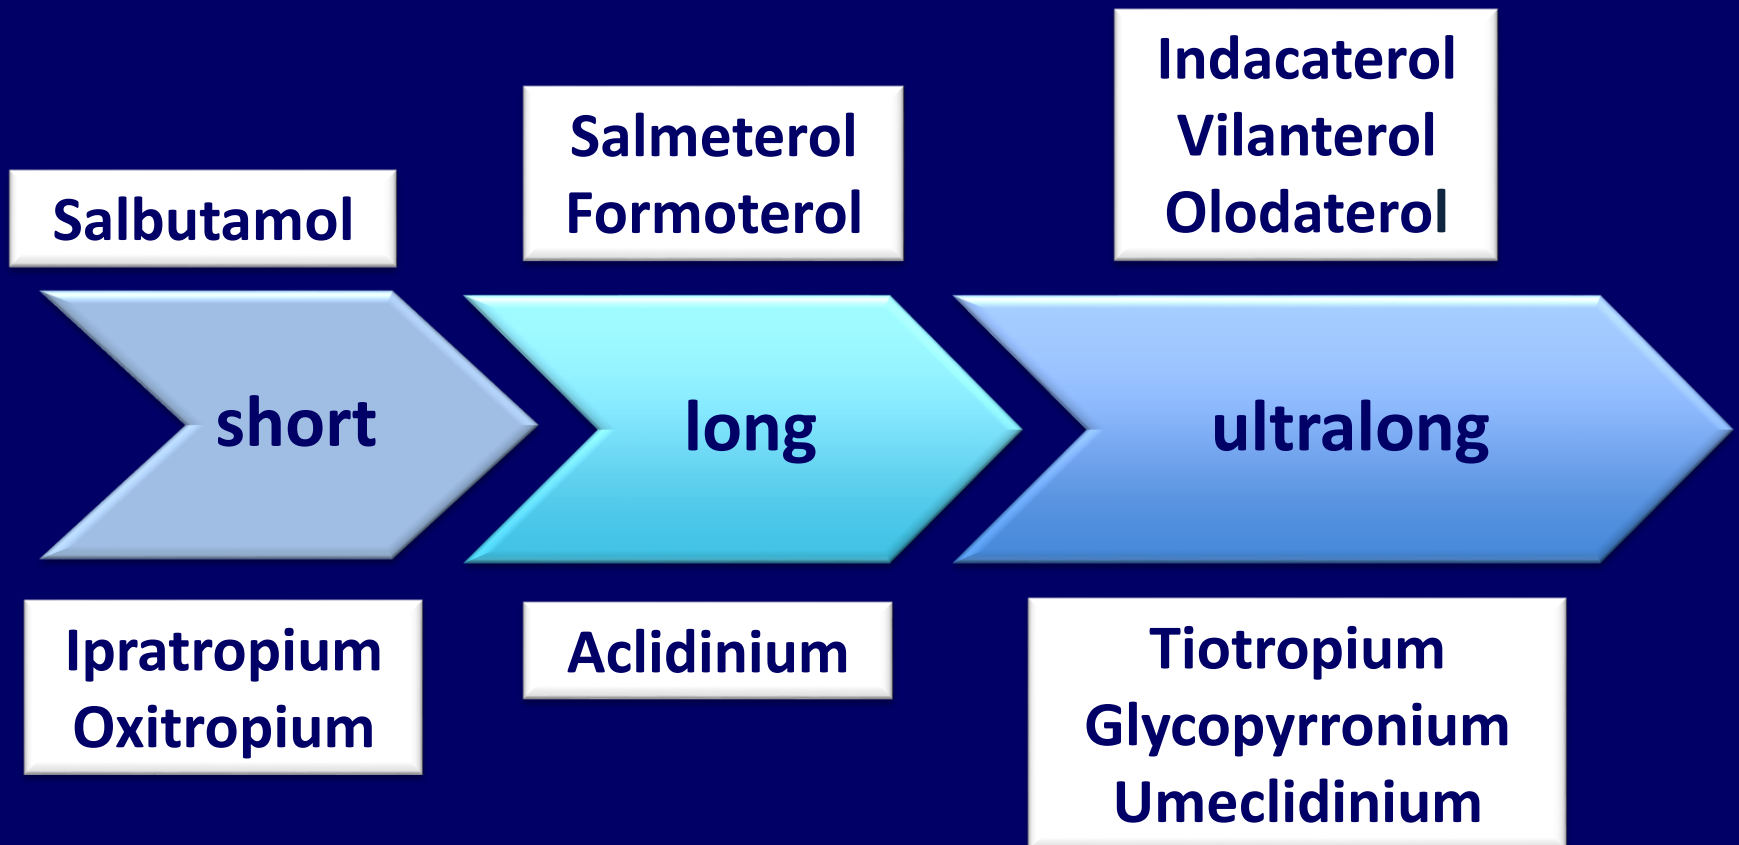 Salbutamol
Salmeterol
Formoterol
Indacaterol
Vilanterol
Olodaterol
short
long
ultralong
Ipratropium
Oxitropium
Aclidinium
Tiotropium
Glycopyrronium
Umeclidinium